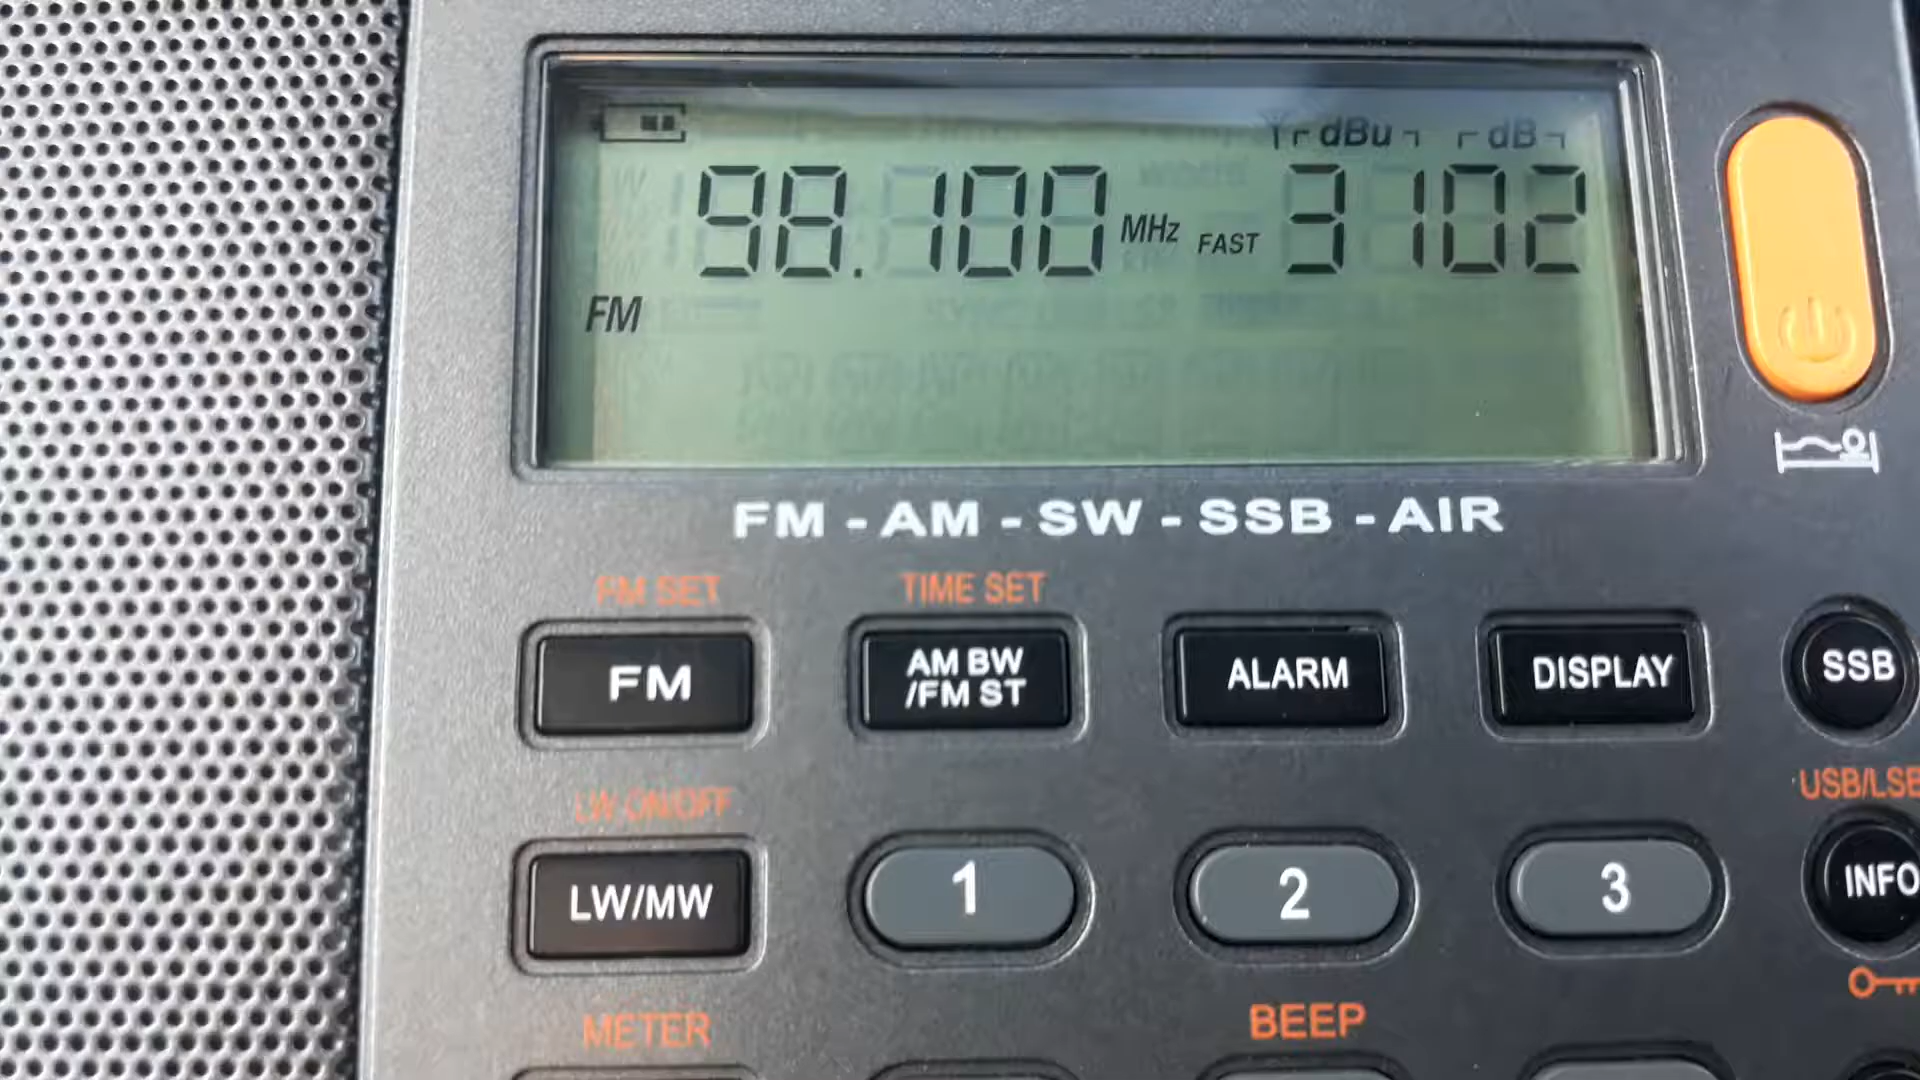 dBu dB
98.100 MHz FAST 3102
FM
FM - AM - SW - SSB - AIR
FM SET TIME SET
FM AM BW /FM ST ALARM DISPLAY SSB
LW ON/OFF USB/LSB
LW/MW 1 2 3 INFO
METER BEEP